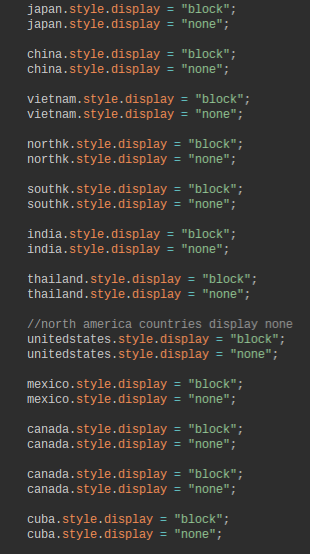 japan.style.display = "block";
japan.style.display = "none";
china.style.display = "block";
china.style.display = "none";
vietnam.style.display = "block";
vietnam.style.display = "none";
northk.style.display = "block";
northk.style.display = "none";
southk.style.display = "block";
southk.style.display = "none";
india.style.display = "block";
india.style.display = "none";
thailand.style.display = "block";
thailand.style.display = "none";
//north america countries display none
unitedstates.style.display = "block";
unitedstates.style.display = "none";
mexico.style.display = "block";
mexico.style.display = "none";
canada.style.display = "block";
canada.style.display = "none";
canada.style.display = "block";
canada.style.display = "none";
cuba.style.display = "block";
cuba.style.display = "none";